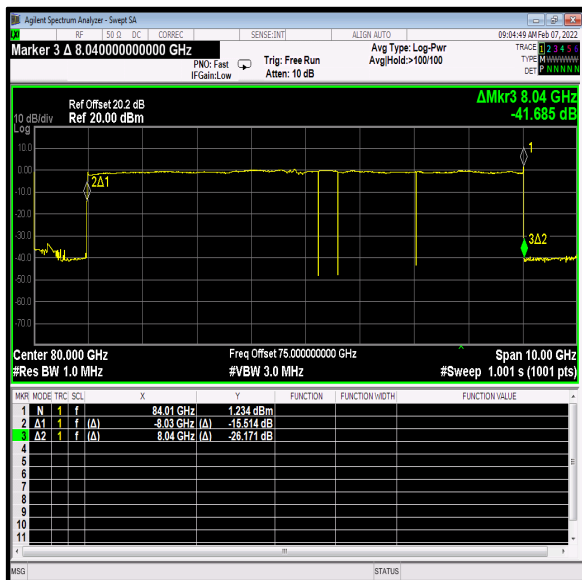 Agilent Spectrum Analyzer - Swept SA
LXI RF 50 Ω DC CORREC SENSE:INT ALIGN AUTO 09:04:49 AM Feb 07, 2022
Marker 3 Δ 8.040000000000 GHz
PNO: Fast
IFGain:Low
Trig: Free Run
Atten: 10 dB
Avg Type: Log-Pwr
Avg|Hold:>100/100
TRACE 1 2 3 4 5 6
TYPE M WWWWW
DET P NNNNN
ΔMkr3 8.04 GHz
-41.685 dB
Ref Offset 20.2 dB
10 dB/div Ref 20.00 dBm
Log
10.0
0.00
-10.0
-20.0
-30.0
-40.0
-50.0
-60.0
-70.0
1
2Δ1
3Δ2
Center 80.000 GHz Freq Offset 75.000000000 GHz Span 10.00 GHz
#Res BW 1.0 MHz #VBW 3.0 MHz #Sweep 1.001 s (1001 pts)
MKR MODE TRC SCL X Y FUNCTION FUNCTION WIDTH FUNCTION VALUE
1 N 1 f 84.01 GHz 1.234 dBm
2 Δ1 1 f (Δ) -8.03 GHz (Δ) -15.514 dB
3 Δ2 1 f (Δ) 8.04 GHz (Δ) -26.171 dB
4
5
6
7
8
9
10
11
MSG STATUS